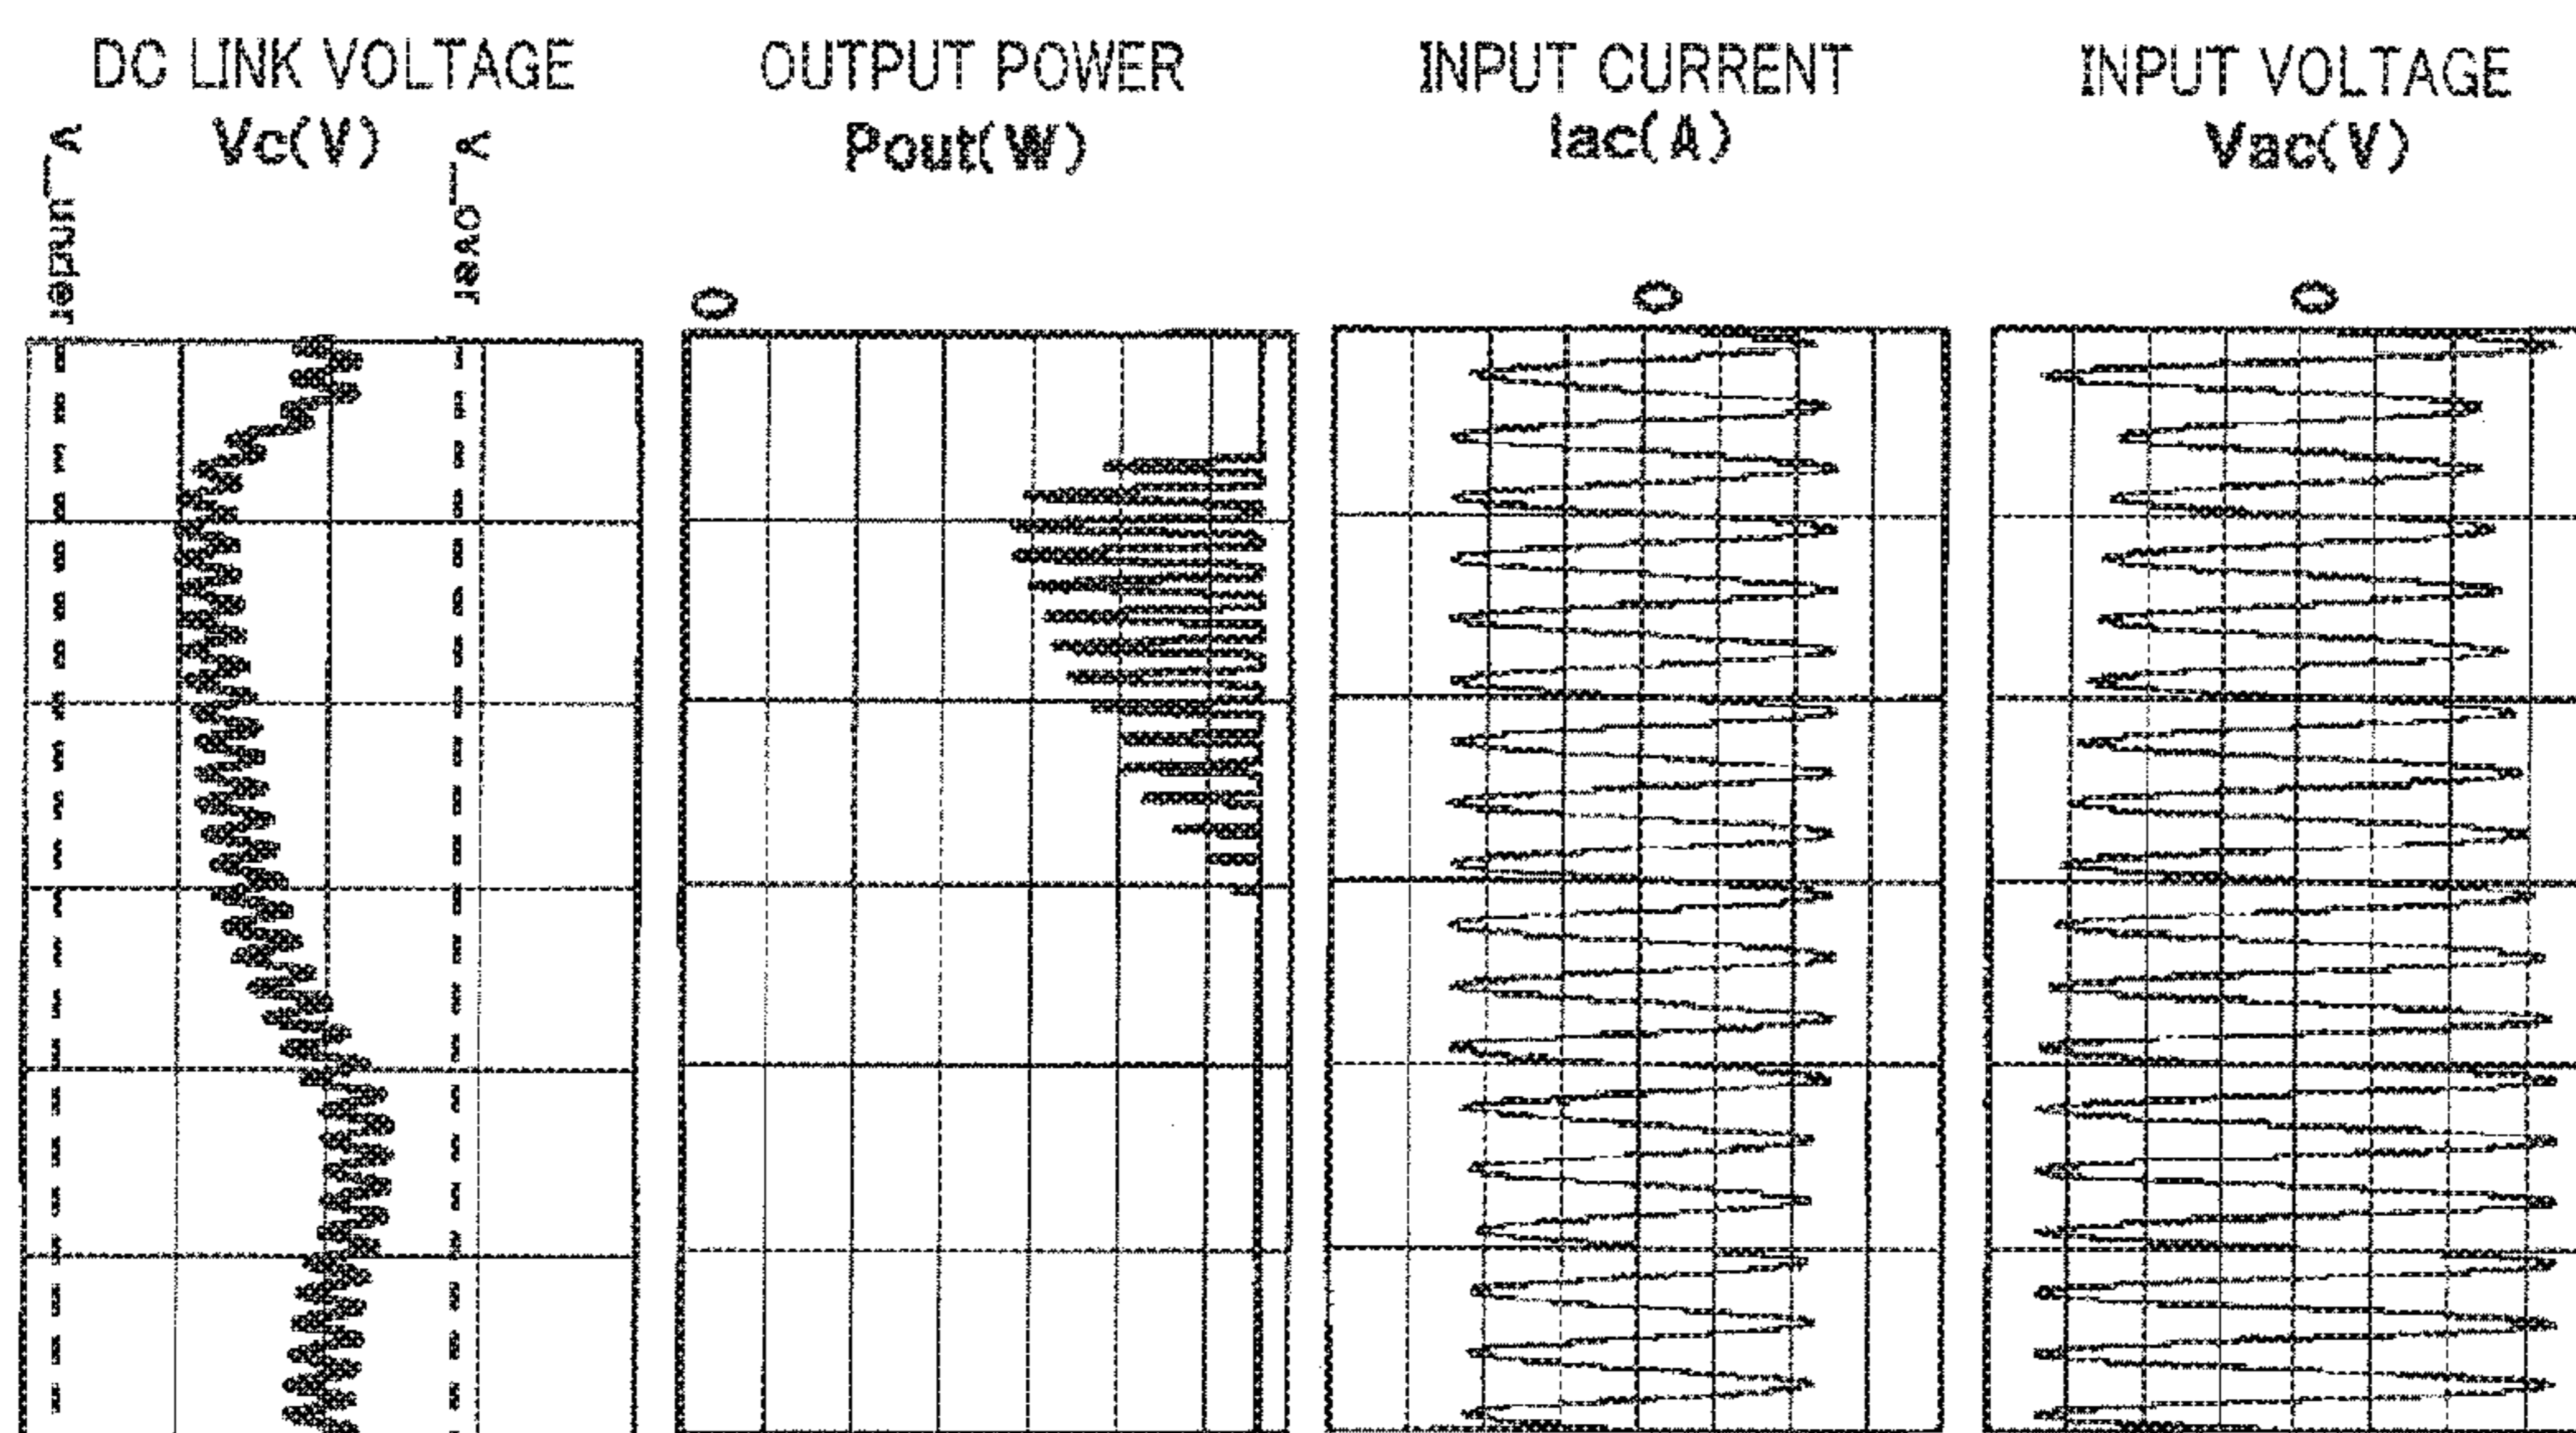 DC LINK VOLTAGE
Vc(V)
V_under
V_over
OUTPUT POWER
Pout(W)
0
INPUT CURRENT
Iac(A)
0
INPUT VOLTAGE
Vac(V)
0